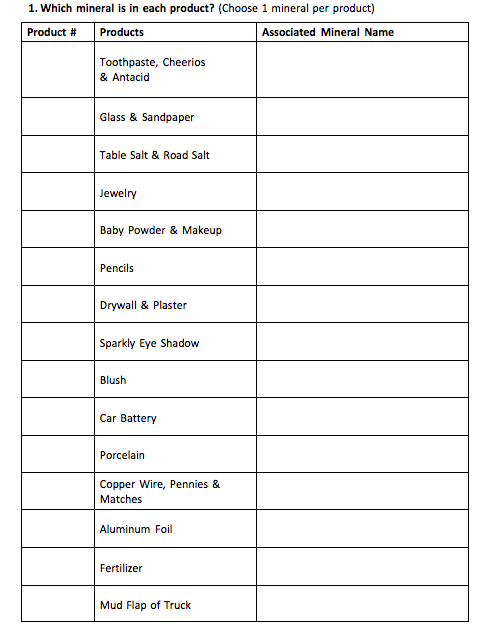 1. Which mineral is in each product? (Choose 1 mineral per product)
Product # Products Associated Mineral Name
Toothpaste, Cheerios
& Antacid
Glass & Sandpaper
Table Salt & Road Salt
Jewelry
Baby Powder & Makeup
Pencils
Drywall & Plaster
Sparkly Eye Shadow
Blush
Car Battery
Porcelain
Copper Wire, Pennies &
Matches
Aluminum Foil
Fertilizer
Mud Flap of Truck